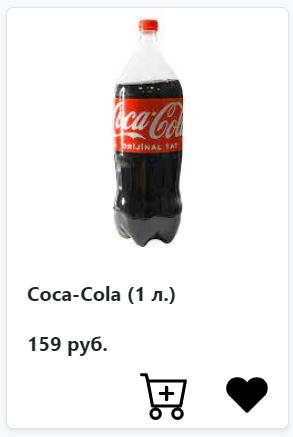 Coca-Cola
ORIJINAL TAT
Coca-Cola (1 л.)
159 руб.